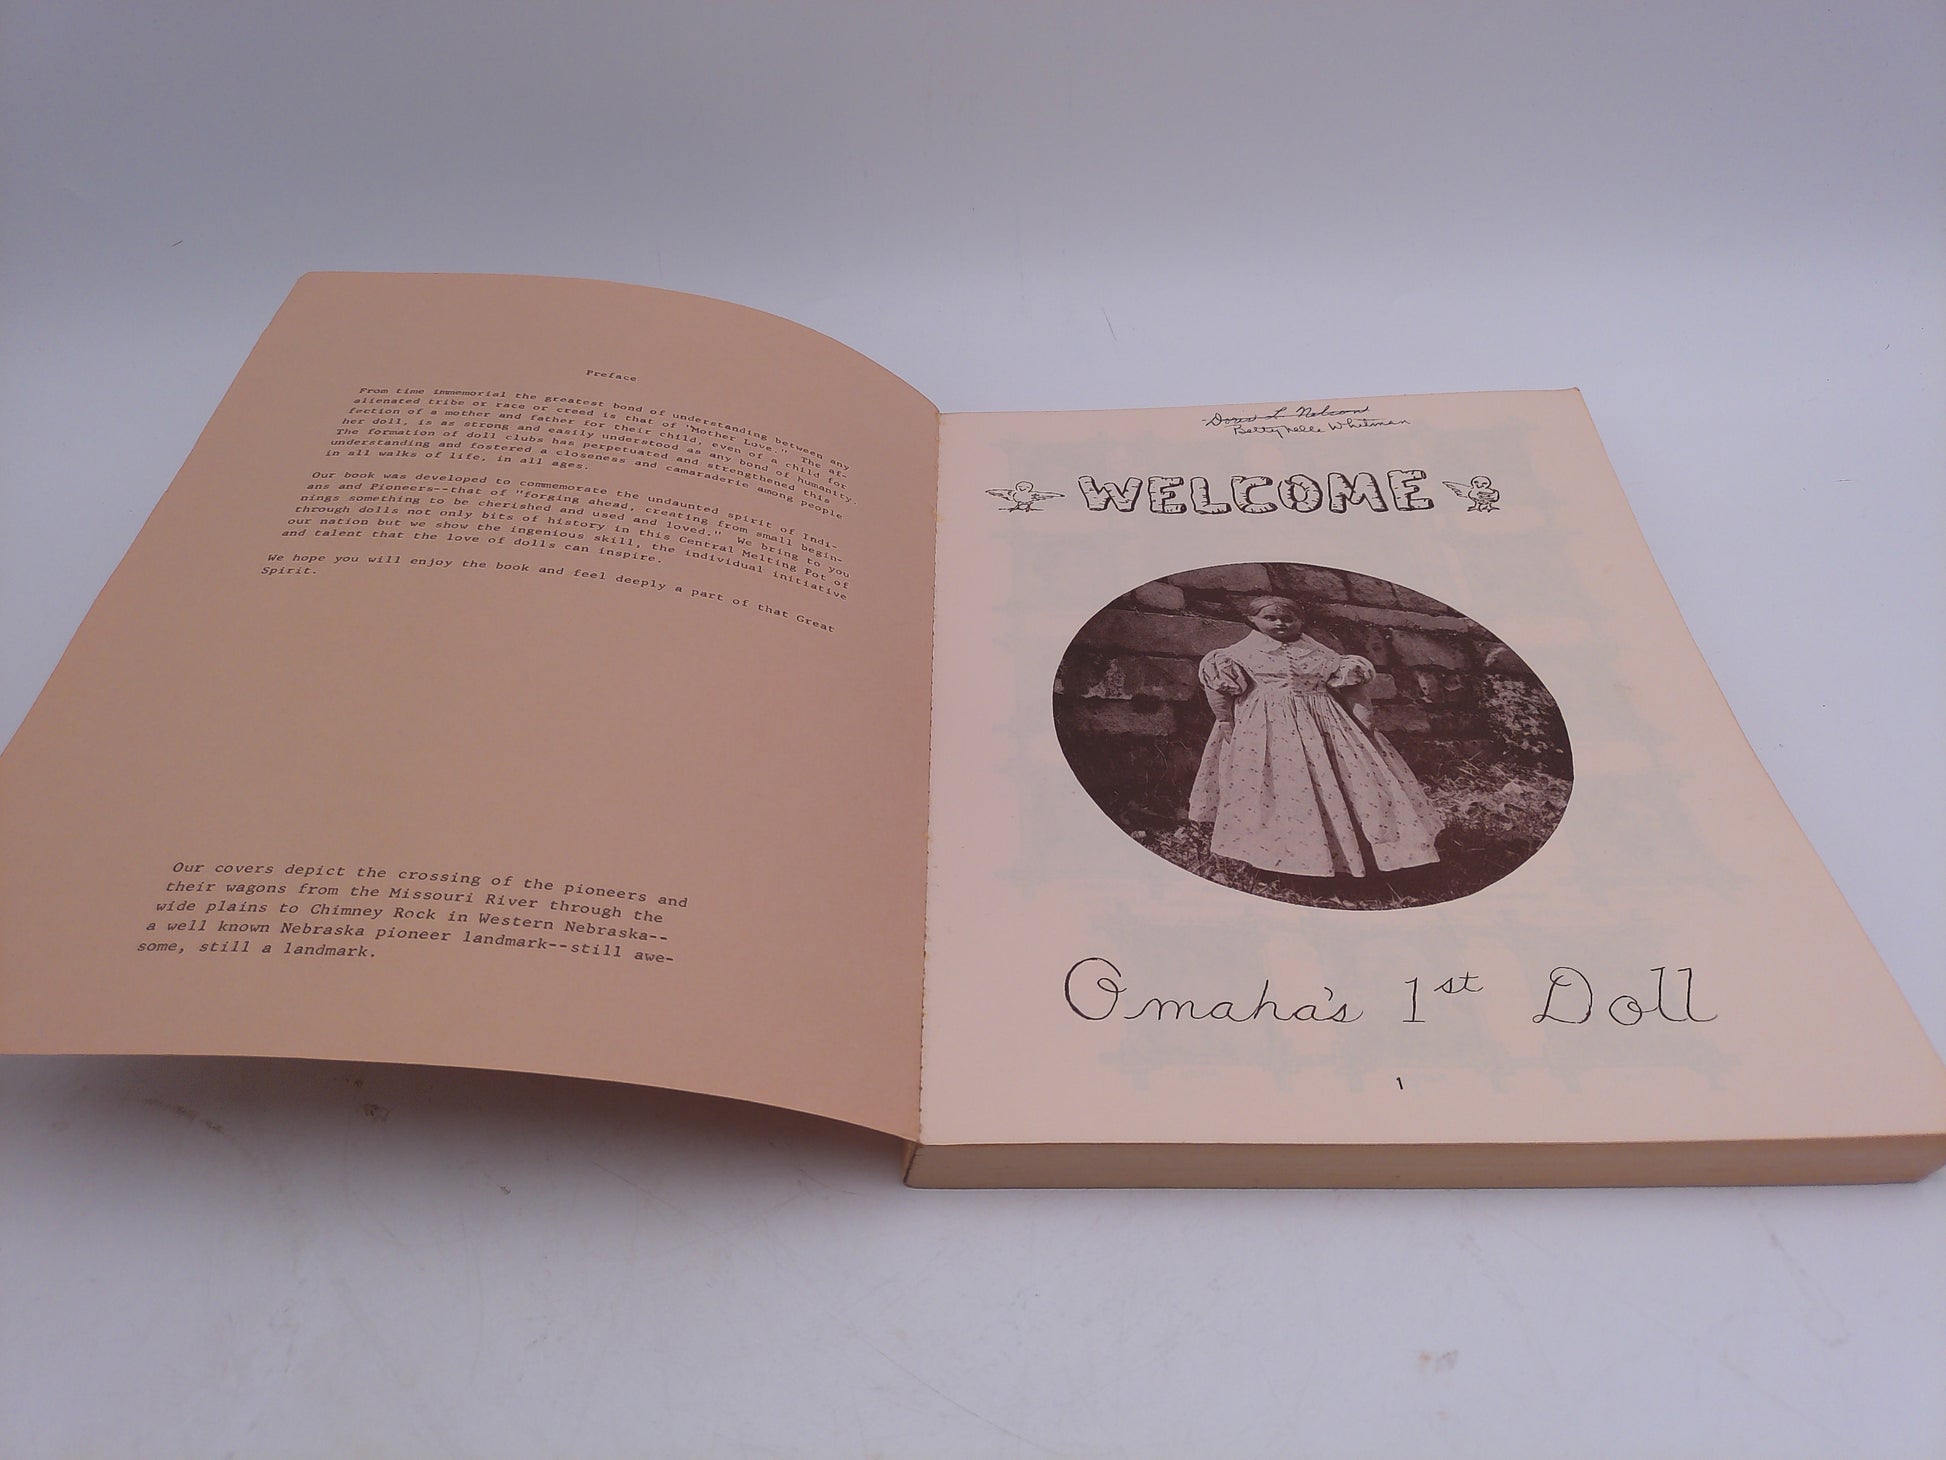 Preface
From time immemorial the greatest bond of understanding between any
alienated tribe or race or creed is that of "Mother Love." The af-
fection of a mother and father for their child, even of a child for
her doll, is as strong and easily understood as any bond of humanity.
The formation of doll clubs has perpetuated and strengthened this
understanding and fostered a closeness and camaraderie among people
in all walks of life, in all ages.
Our book was developed to commemorate the undaunted spirit of Indi-
ans and Pioneers--that of "forging ahead, creating from small begin-
nings something to be cherished and used and loved." We bring to you
through dolls not only bits of history in this Central Melting Pot of
our nation but we show the ingenious skill, the individual initiative
and talent that the love of dolls can inspire.
We hope you will enjoy the book and feel deeply a part of that Great
Spirit.
Our covers depict the crossing of the pioneers and
their wagons from the Missouri River through the
wide plains to Chimney Rock in Western Nebraska--
a well known Nebraska pioneer landmark--still awe-
some, still a landmark.
L. Nelson
Betty Whitman
WELCOME
Omaha's 1st Doll
1